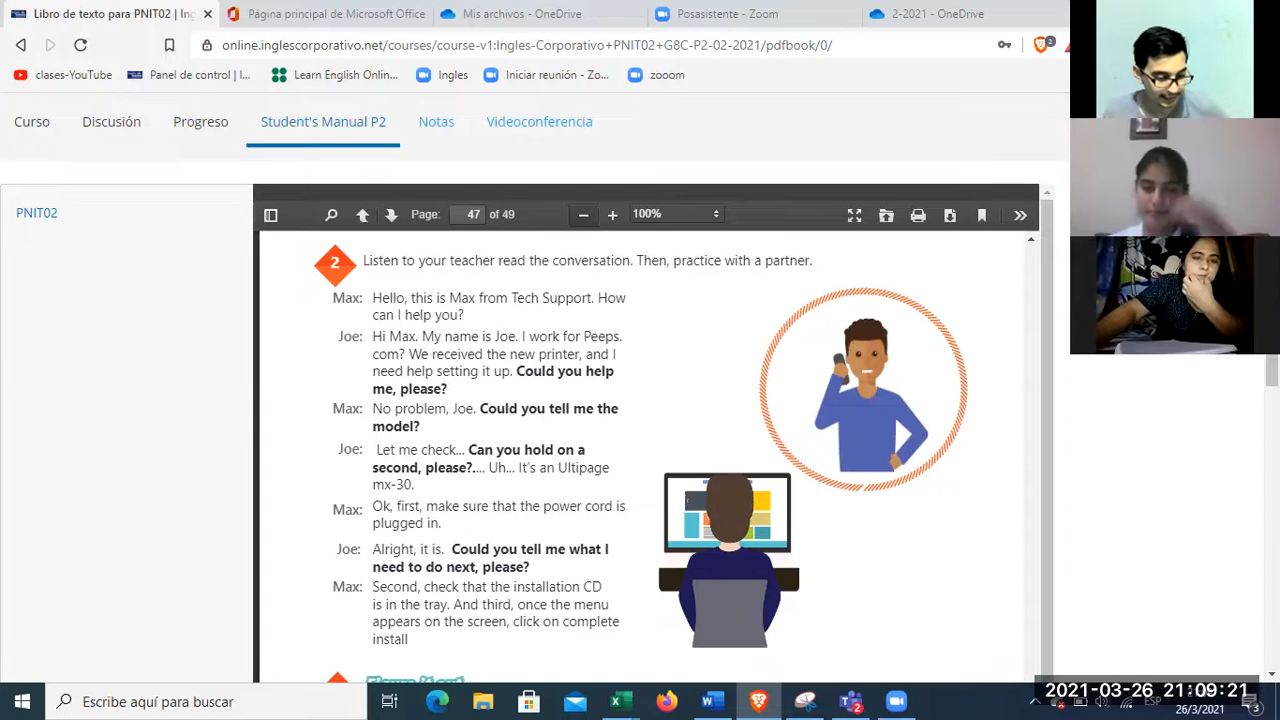 Libro de texto para PNIT02 | Ing
Página principal de Microsoft Office
Mis archivos - OneDrive
Posasistente - Zoom
2-2021 - OneDrive
online.inglescorporativo.net/courses/course-v1:Ingles-Corporativo+PNIT02+G8C-P2-02-2021/pdfbook/0/
2
clases-YouTube
Panel de control | I...
Learn English Onlin...
Ingles
Iniciar reunión - Zo...
zooom
Curso
Discusión
Progreso
Student's Manual P2
Notas
Videoconferencia
PNIT02
Page: 47 of 49
100%
2 Listen to your teacher read the conversation. Then, practice with a partner.
Max: Hello, this is Max from Tech Support. How
can I help you?
Joe: Hi Max. My name is Joe. I work for Peeps.
com? We received the new printer, and I
need help setting it up. Could you help
me, please?
Max: No problem, Joe. Could you tell me the
model?
Joe: Let me check... Can you hold on a
second, please?.... Uh... It's an Ultipage
mx-30.
Max: Ok, first, make sure that the power cord is
plugged in.
Joe: Alright, it is. Could you tell me what I
need to do next, please?
Max: Second, check that the installation CD
is in the tray. And third, once the menu
appears on the screen, click on complete
install
Escribe aquí para buscar
2
2021-03-26 21:09:21
ESP
26/3/2021
3